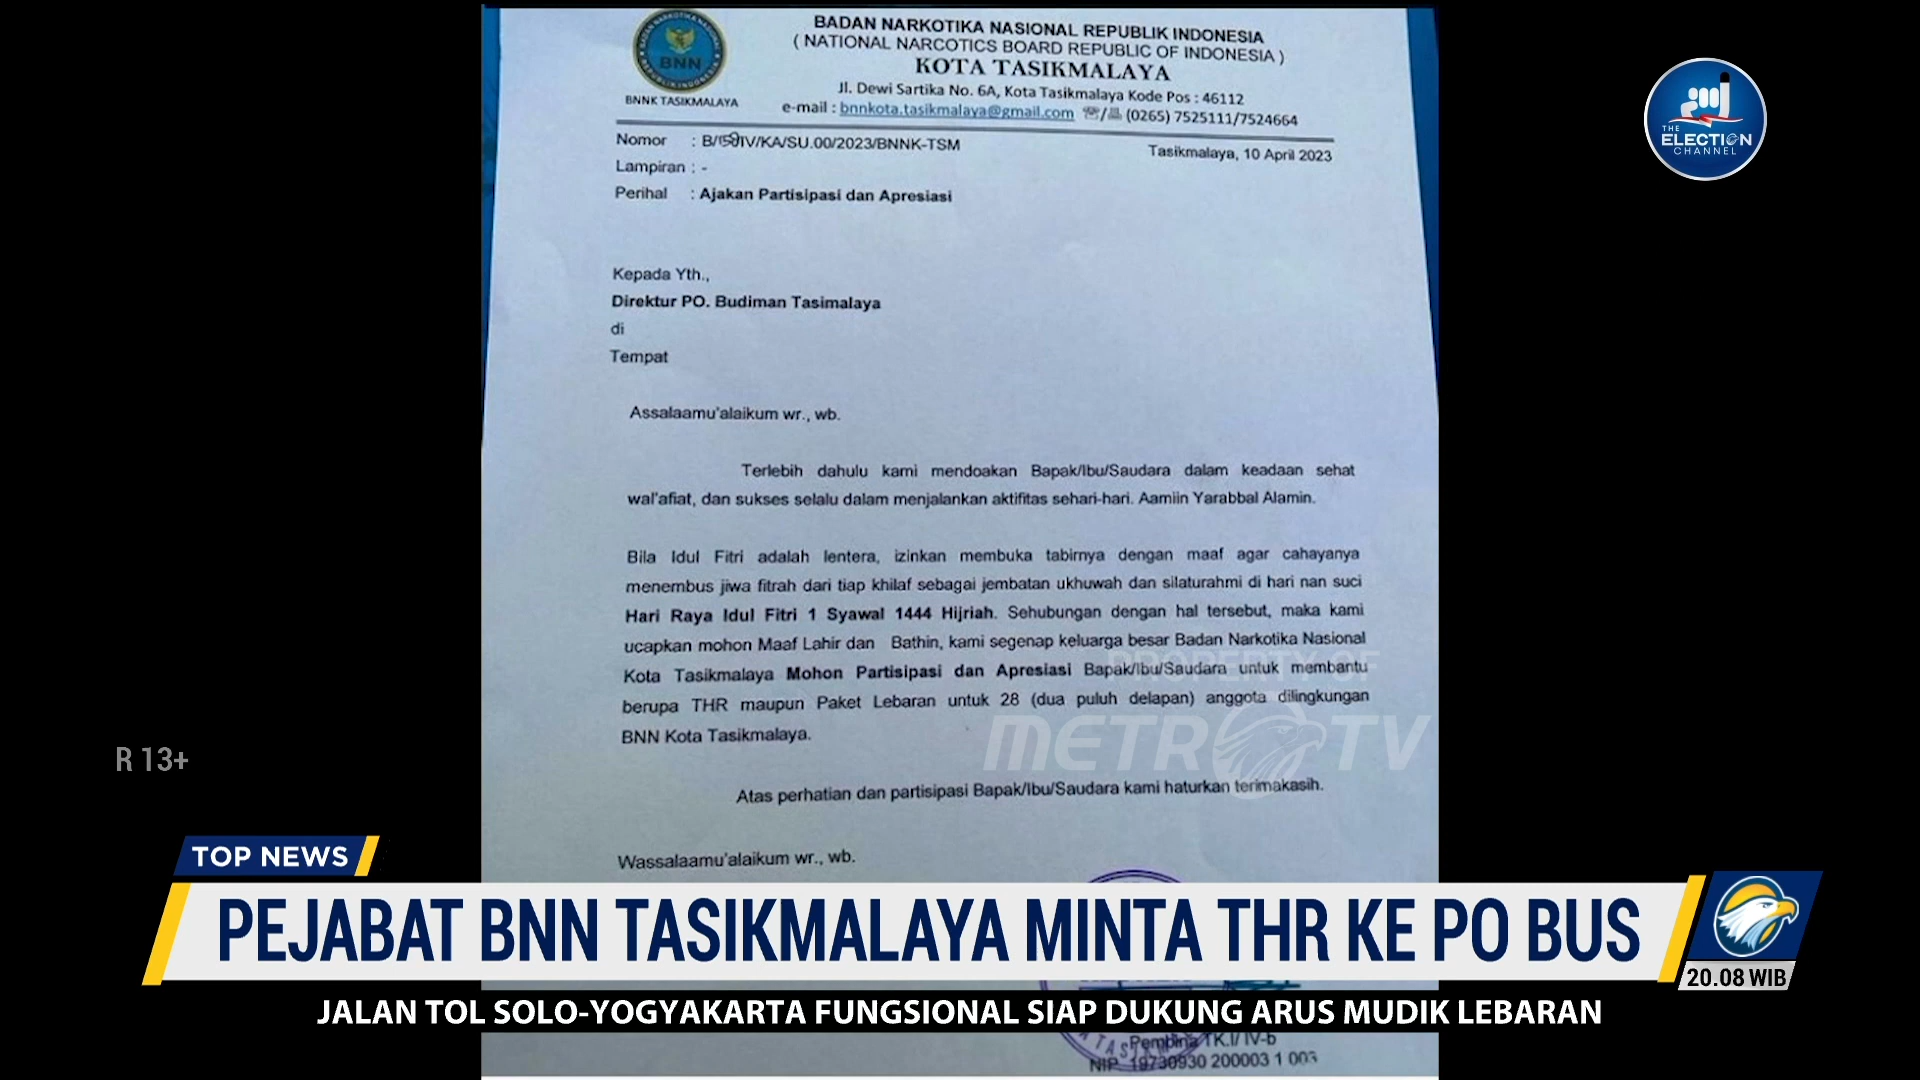 BADAN NARKOTIKA NASIONAL REPUBLIK INDONESIA
( NATIONAL NARCOTICS BOARD REPUBLIC OF INDONESIA )
KOTA TASIKMALAYA
Jl. Dewi Sartika No. 6A, Kota Tasikmalaya Kode Pos : 46112
e-mail : bnnkota.tasikmalaya@gmail.com / (0265) 7525111/7524664
BNN
BNNK TASIKMALAYA
Nomor : B/ /IV/KA/SU.00/2023/BNNK-TSM
Tasikmalaya, 10 April 2023
Lampiran : -
Perihal : Ajakan Partisipasi dan Apresiasi
THE
ELECTION
CHANNEL
Kepada Yth.,
Direktur PO. Budiman Tasimalaya
di
Tempat
Assalaamu'alaikum wr., wb.
Terlebih dahulu kami mendoakan Bapak/Ibu/Saudara dalam keadaan sehat
wal'afiat, dan sukses selalu dalam menjalankan aktifitas sehari-hari. Aamiin Yarabbal Alamin.
Bila Idul Fitri adalah lentera, izinkan membuka tabirnya dengan maaf agar cahayanya
menembus jiwa fitrah dari tiap khilaf sebagai jembatan ukhuwah dan silaturahmi di hari nan suci
Hari Raya Idul Fitri 1 Syawal 1444 Hijriah. Sehubungan dengan hal tersebut, maka kami
ucapkan mohon Maaf Lahir dan Bathin, kami segenap keluarga besar Badan Narkotika Nasional
Kota Tasikmalaya Mohon Partisipasi dan Apresiasi Bapak/Ibu/Saudara untuk membantu
berupa THR maupun Paket Lebaran untuk 28 (dua puluh delapan) anggota dilingkungan
BNN Kota Tasikmalaya.
PROPERTY OF
METRO TV
Atas perhatian dan partisipasi Bapak/Ibu/Saudara kami haturkan terimakasih.
Wassalaamu'alaikum wr., wb.
R 13+
TOP NEWS
PEJABAT BNN TASIKMALAYA MINTA THR KE PO BUS
20.08 WIB
JALAN TOL SOLO-YOGYAKARTA FUNGSIONAL SIAP DUKUNG ARUS MUDIK LEBARAN
Pembina TK.I/ IV-b
NIP. 19730930 200003 1 003